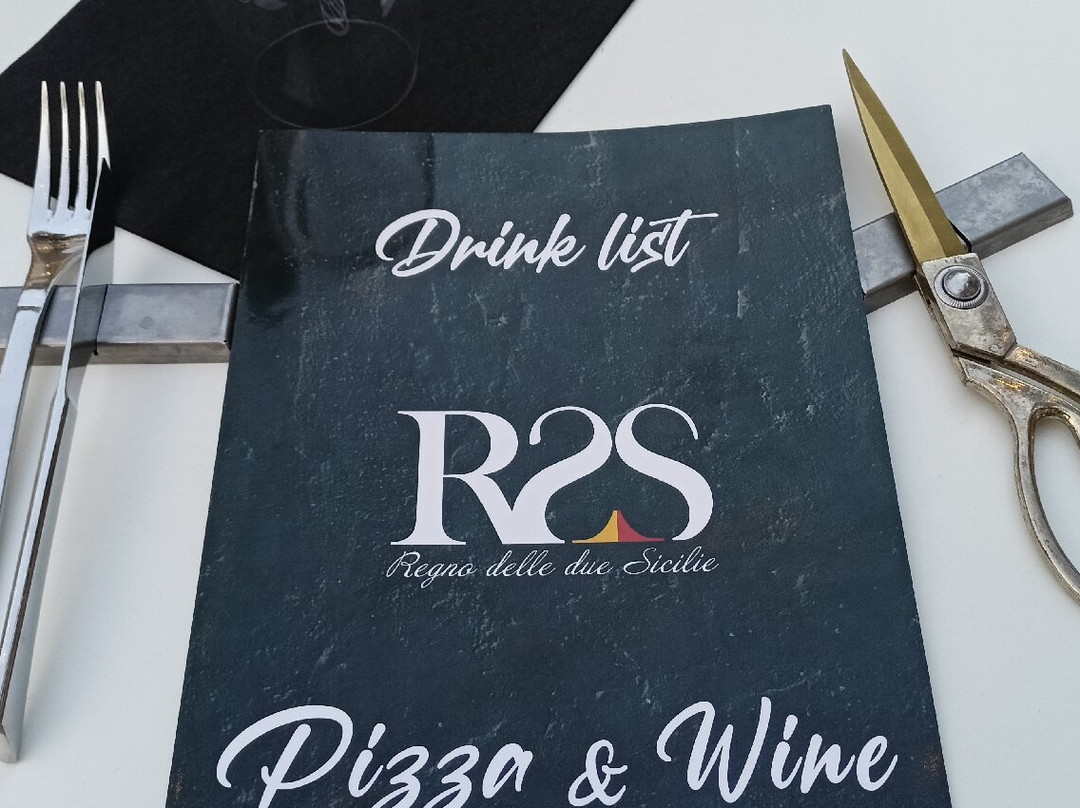 Drink list
R2S
Regno delle due Sicilie
Pizza & Wine